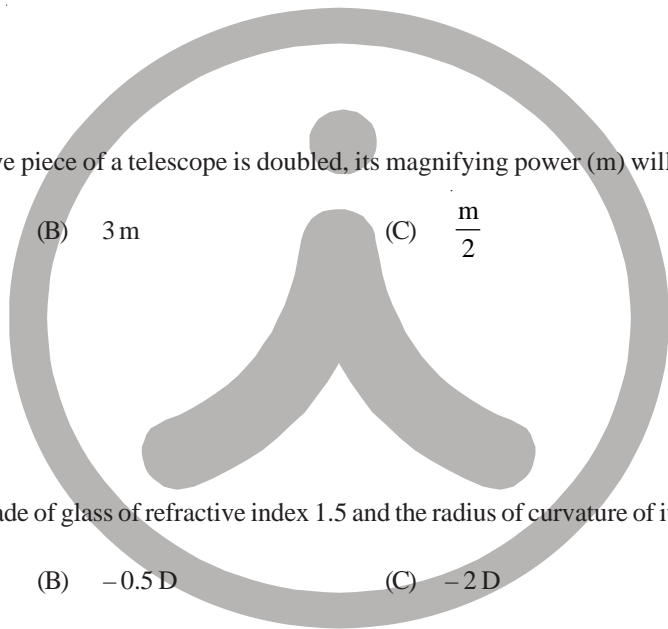 ve piece of a telescope is doubled, its magnifying power (m) will
(B) 3 m (C) m/2
ade of glass of refractive index 1.5 and the radius of curvature of i
(B) – 0.5 D (C) – 2 D